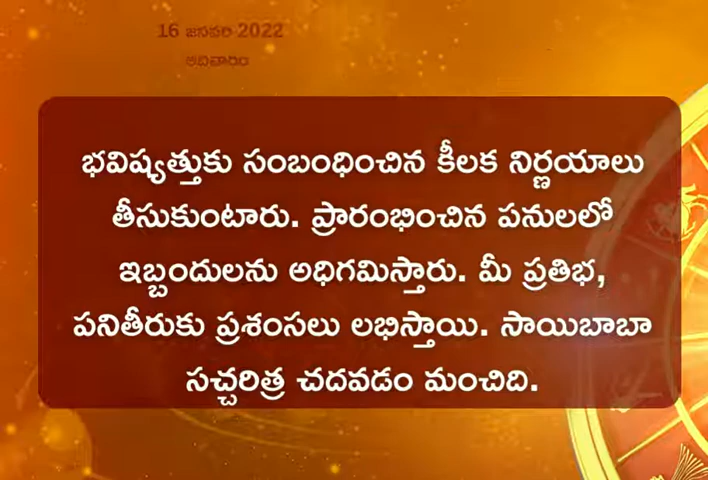 16 జనవరి 2022
ఆదివారం
భవిష్యత్తుకు సంబంధించిన కీలక నిర్ణయాలు
తీసుకుంటారు. ప్రారంభించిన పనులలో
ఇబ్బందులను అధిగమిస్తారు. మీ ప్రతిభ,
పనితీరుకు ప్రశంసలు లభిస్తాయి. సాయిబాబా
సచ్చరిత్ర చదవడం మంచిది.